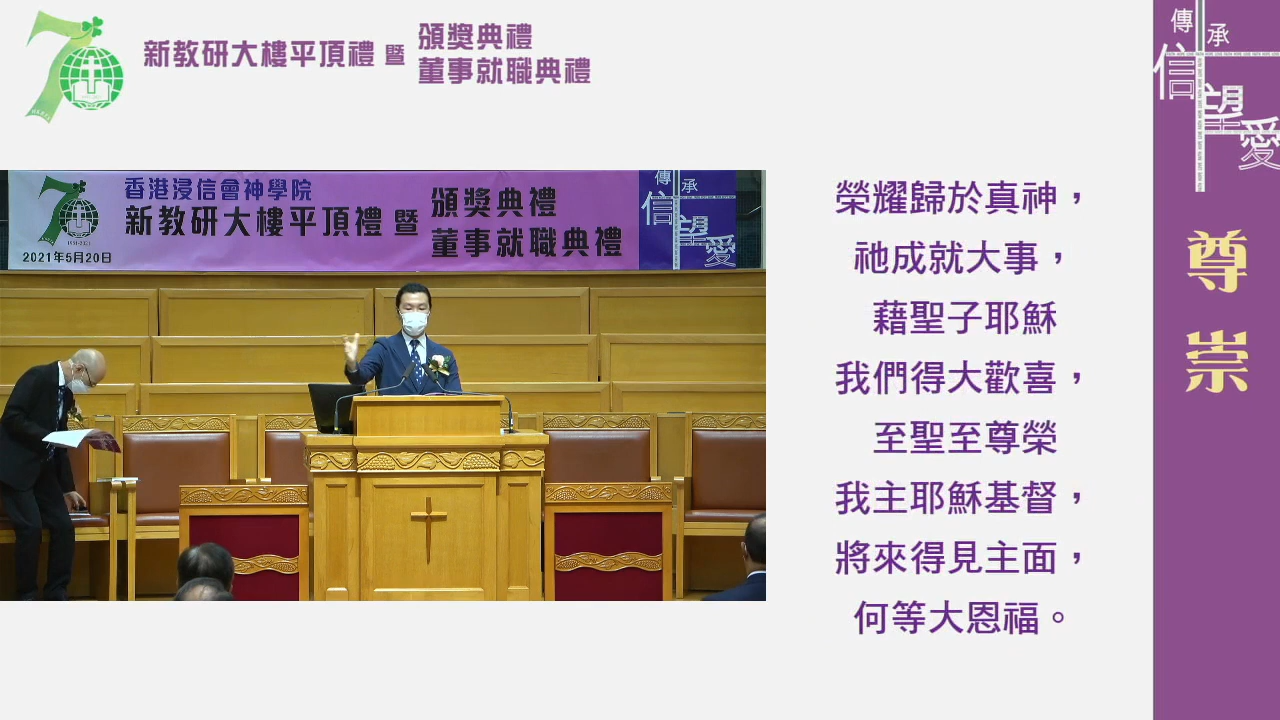 新教研大樓平頂禮 暨
頒獎典禮
董事就職典禮
傳承
信望愛
香港浸信會神學院
新教研大樓平頂禮 暨
頒獎典禮
董事就職典禮
2021年5月20日
傳承
信望愛
榮耀歸於真神，
祂成就大事，
藉聖子耶穌
我們得大歡喜，
至聖至尊榮
我主耶穌基督，
將來得見主面，
何等大恩福。
尊崇